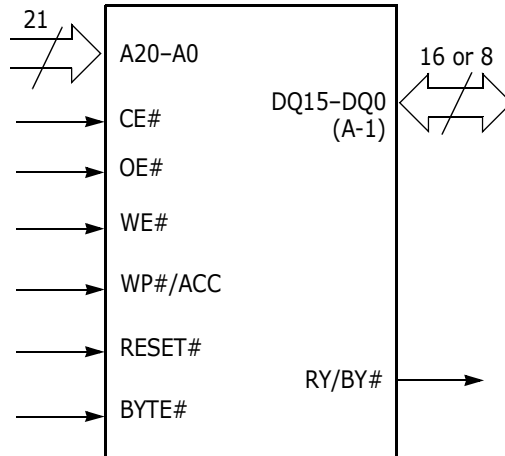 21
A20–A0
16 or 8
DQ15–DQ0
(A-1)
CE#
OE#
WE#
WP#/ACC
RESET#
RY/BY#
BYTE#